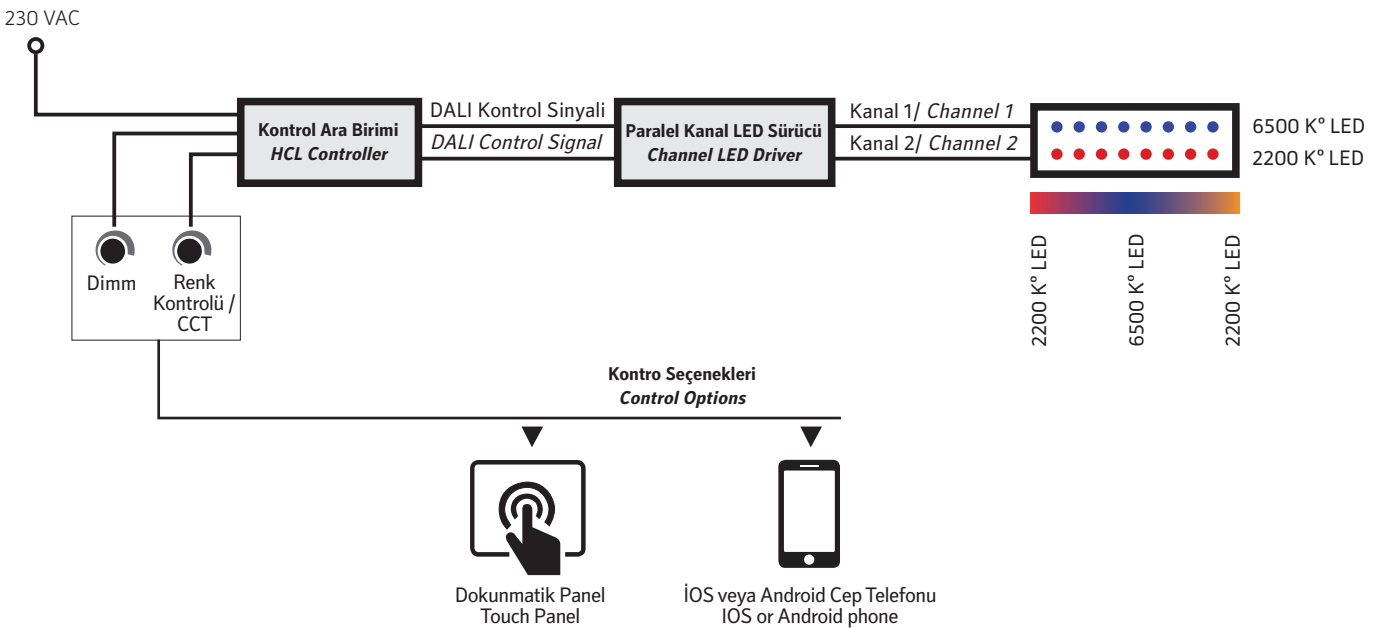 230 VAC
Kontrol Ara Birimi
HCL Controller
DALI Kontrol Sinyali
DALI Control Signal
Paralel Kanal LED Sürücü
Channel LED Driver
Kanal 1/ Channel 1
Kanal 2/ Channel 2
6500 K° LED
2200 K° LED
2200 K° LED
6500 K° LED
2200 K° LED
Dimm
Renk
Kontrolü /
CCT
Kontro Seçenekleri
Control Options
Dokunmatik Panel
Touch Panel
İOS veya Android Cep Telefonu
IOS or Android phone